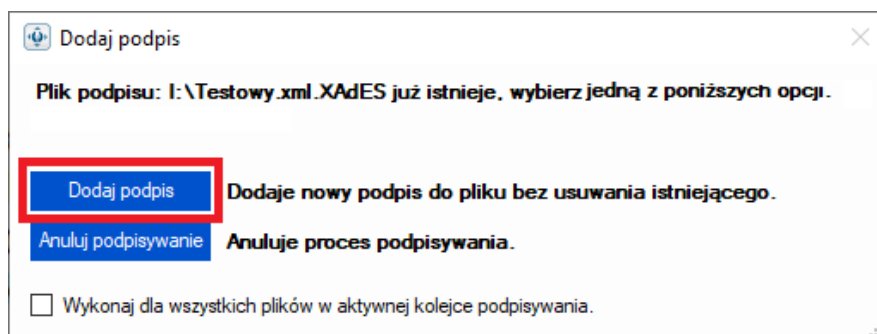 Dodaj podpis
Plik podpisu: I:\Testowy.xml.XAdES już istnieje, wybierz jedną z poniższych opcji.
Dodaj podpis Dodaje nowy podpis do pliku bez usuwania istniejącego.
Anuluj podpisywanie Anuluje proces podpisywania.
Wykonaj dla wszystkich plików w aktywnej kolejce podpisywania.